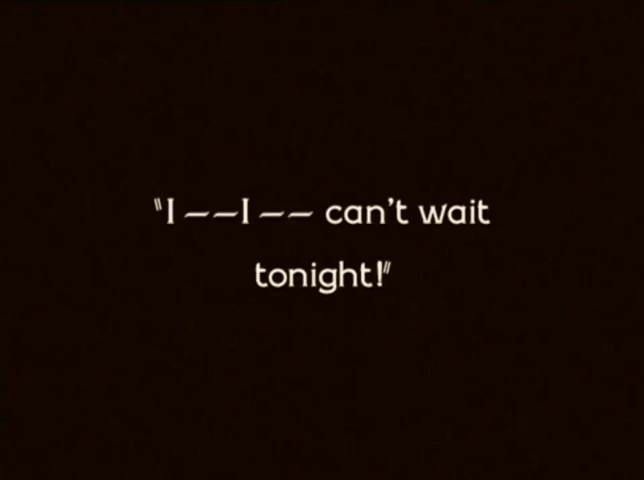 "I ——I —— can't wait
tonight!"